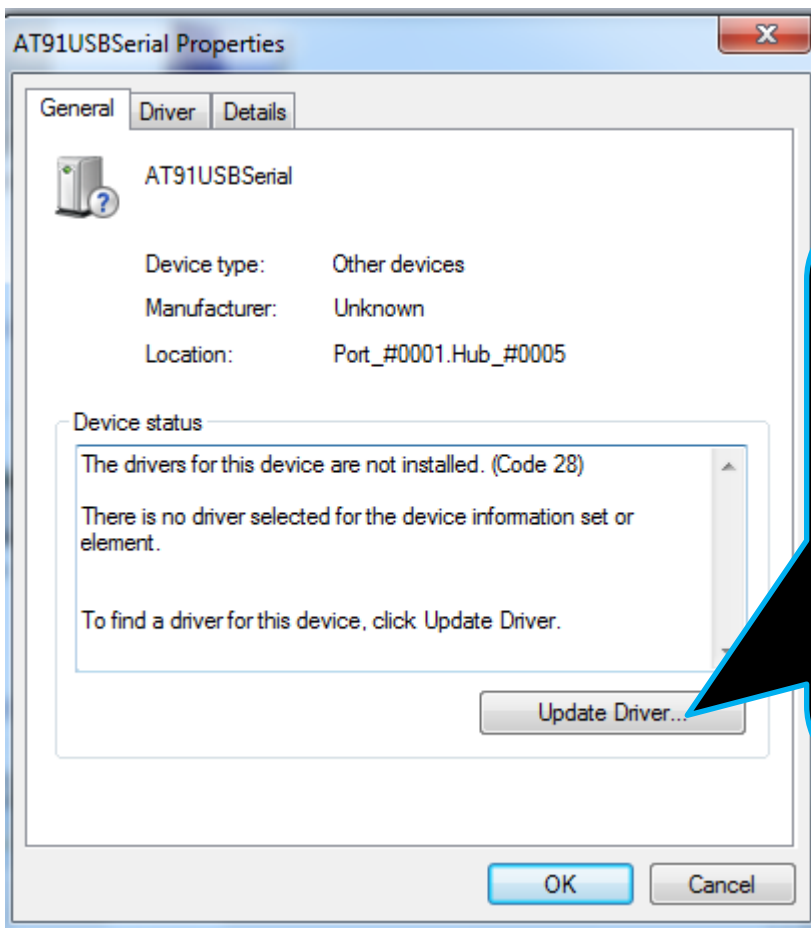 AT91USBSerial Properties
General Driver Details
AT91USBSerial
Device type: Other devices
Manufacturer: Unknown
Location: Port_#0001.Hub_#0005
Device status
The drivers for this device are not installed. (Code 28)
There is no driver selected for the device information set or
element.
To find a driver for this device, click Update Driver.
Update Driver...
OK Cancel